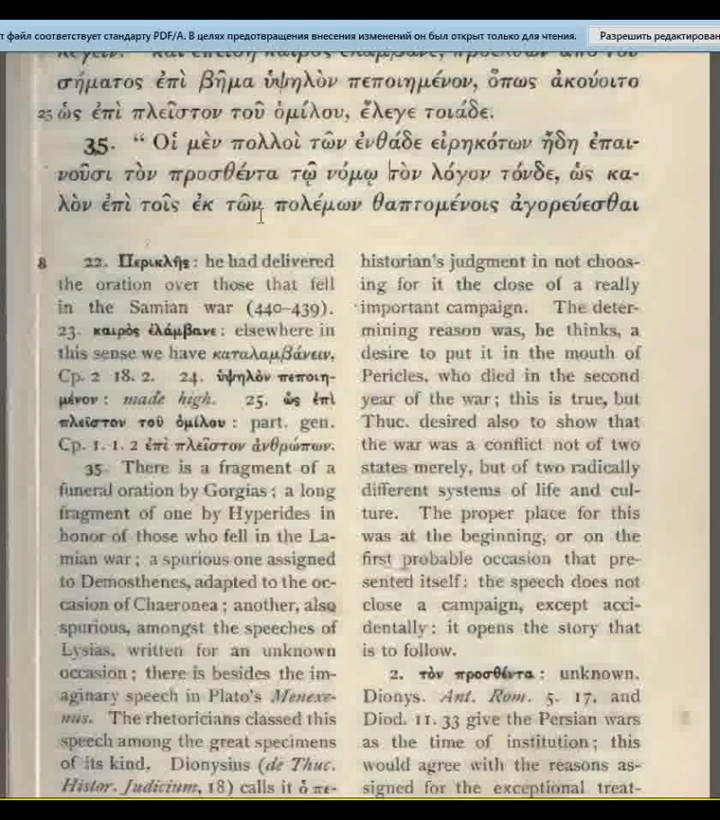 т файл соответствует стандарту PDF/A. В целях предотвращения внесения изменений он был открыт только для чтения.
Разрешить редактирован
σήματος ἐπὶ βῆμα ὑψηλὸν πεποιημένον, ὅπως ἀκούοιτο
25 ὡς ἐπὶ πλεῖστον τοῦ ὁμίλου, ἔλεγε τοιάδε.
35. “ Οἱ μὲν πολλοὶ τῶν ἐνθάδε εἰρηκότων ἤδη ἐπαι-
νοῦσι τὸν προσθέντα τῷ νόμῳ τὸν λόγον τόνδε, ὡς κα-
λὸν ἐπὶ τοῖς ἐκ τῶν πολέμων θαπτομένοις ἀγορεύεσθαι
8 22. Περικλῆς: he had delivered
the oration over those that fell
in the Samian war (440–439).
23. καιρὸς ἐλάμβανε: elsewhere in
this sense we have καταλαμβάνειν.
Cp. 2 18. 2. 24. ὑψηλὸν πεποιη-
μένον: made high. 25. ὡς ἐπὶ
πλεῖστον τοῦ ὁμίλου: part. gen.
Cp. 1. 1. 2 ἐπὶ πλεῖστον ἀνθρώπων.
35 There is a fragment of a
funeral oration by Gorgias; a long
fragment of one by Hyperides in
honor of those who fell in the La-
mian war; a spurious one assigned
to Demosthenes, adapted to the oc-
casion of Chaeronea; another, also
spurious, amongst the speeches of
Lysias, written for an unknown
occasion; there is besides the im-
aginary speech in Plato's Menexe-
nus. The rhetoricians classed this
speech among the great specimens
of its kind. Dionysius (de Thuc.
Histor. Judicium, 18) calls it ὁ πε-
historian's judgment in not choos-
ing for it the close of a really
important campaign. The deter-
mining reason was, he thinks, a
desire to put it in the mouth of
Pericles, who died in the second
year of the war; this is true, but
Thuc. desired also to show that
the war was a conflict not of two
states merely, but of two radically
different systems of life and cul-
ture. The proper place for this
was at the beginning, or on the
first probable occasion that pre-
sented itself: the speech does not
close a campaign, except acci-
dentally: it opens the story that
is to follow.
2. τὸν προσθέντα: unknown.
Dionys. Ant. Rom. 5. 17, and
Diod. 11. 33 give the Persian wars
as the time of institution; this
would agree with the reasons as-
signed for the exceptional treat-